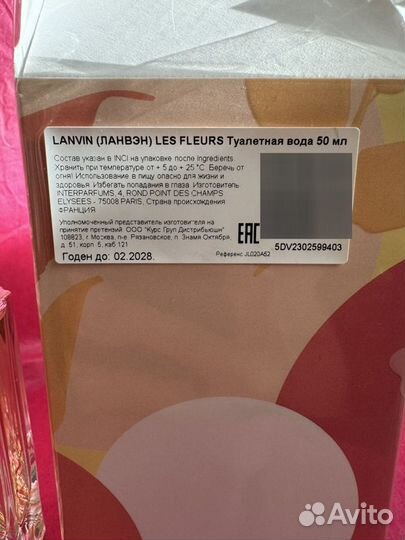 LANVIN (ЛАНВЭН) LES FLEURS Туалетная вода 50 мл
Состав указан в INCI на упаковке после ingredients.
Хранить при температуре от + 5 до + 25 °С. Беречь от
огня! Использование в пищу опасно для жизни и
здоровья. Избегать попадания в глаза. Изготовитель:
INTERPARFUMS, 4, ROND POINT DES CHAMPS
ELYSEES - 75008 PARIS, Страна происхождения
ФРАНЦИЯ
Уполномоченный представитель изготовителя на
принятие претензий: ООО "Курс Груп Дистрибьюшн"
108823, г. Москва, п-е. Рязановское, п. Знамя Октября,
д. 51, корп. 5, каб 121
Годен до: 02.2028.
ЕАС
5DV2302599403
Референс JL020A52
Avito